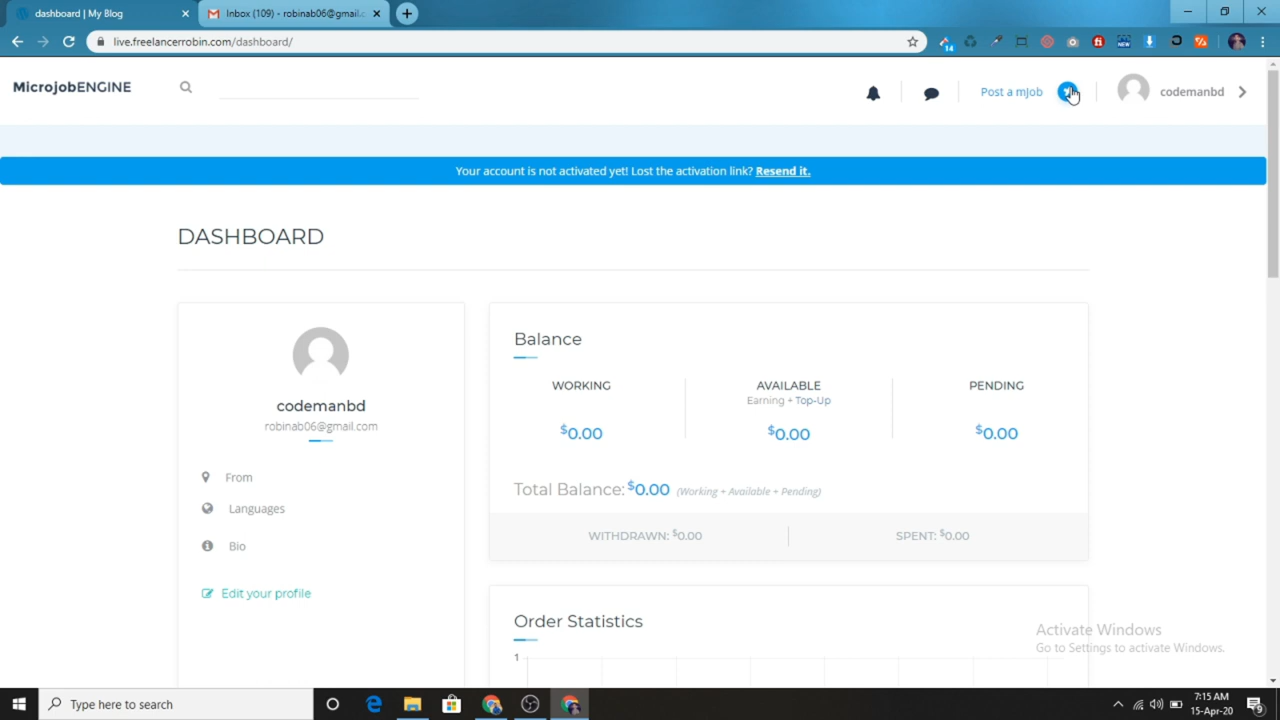 dashboard | My Blog
Inbox (109) - robinab06@gmail.c
live.freelancerrobin.com/dashboard/
14
NEW
MicrojobENGINE
Post a mJob
codemanbd
Your account is not activated yet! Lost the activation link? Resend it.
DASHBOARD
codemanbd
robinab06@gmail.com
From
Languages
Bio
Edit your profile
Balance
WORKING
AVAILABLE
PENDING
Earning + Top-Up
$0.00
$0.00
$0.00
Total Balance: $0.00 (Working + Available + Pending)
WITHDRAWN: $0.00
SPENT: $0.00
Order Statistics
1
Activate Windows
Go to Settings to activate Windows.
Type here to search
7:15 AM
15-Apr-20
9